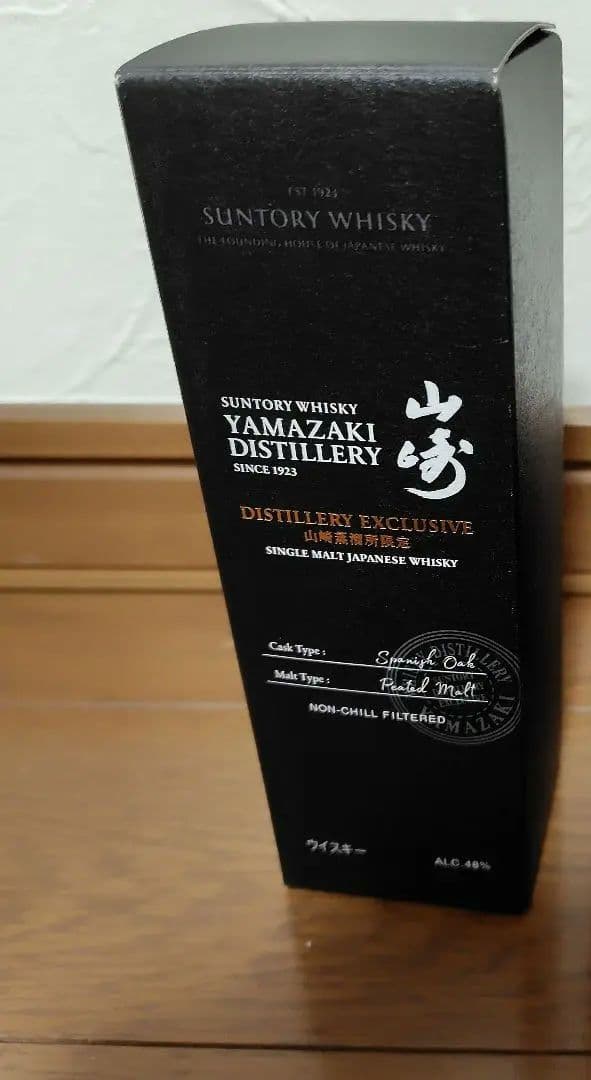 EST 1923
SUNTORY WHISKY
THE FOUNDING HOUSE OF JAPANESE WHISKY
SUNTORY WHISKY
YAMAZAKI
DISTILLERY
SINCE 1923
山崎
DISTILLERY EXCLUSIVE
山崎蒸溜所限定
SINGLE MALT JAPANESE WHISKY
Cask Type : Spanish Oak
Malt Type : Peated Malt
NON-CHILL FILTERED
DISTILLERY
YAMAZAKI
ウイスキー
ALC.48%